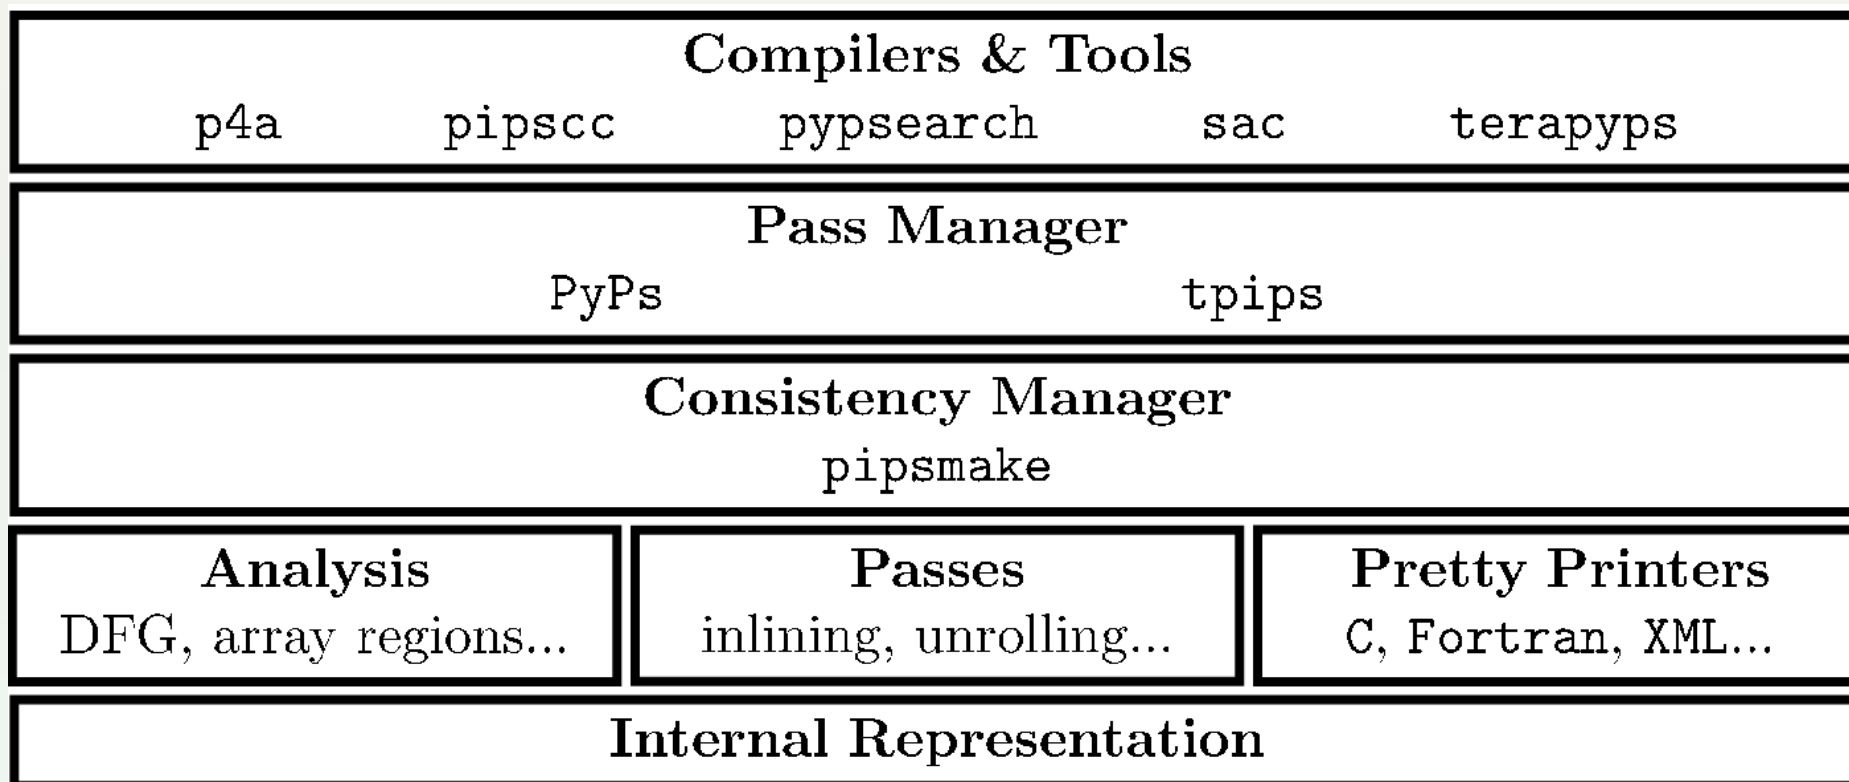 Compilers & Tools
p4a pipscc pypsearch sac terapyps
Pass Manager
PyPs tpips
Consistency Manager
pipsmake
Analysis
DFG, array regions...
Passes
inlining, unrolling...
Pretty Printers
C, Fortran, XML...
Internal Representation